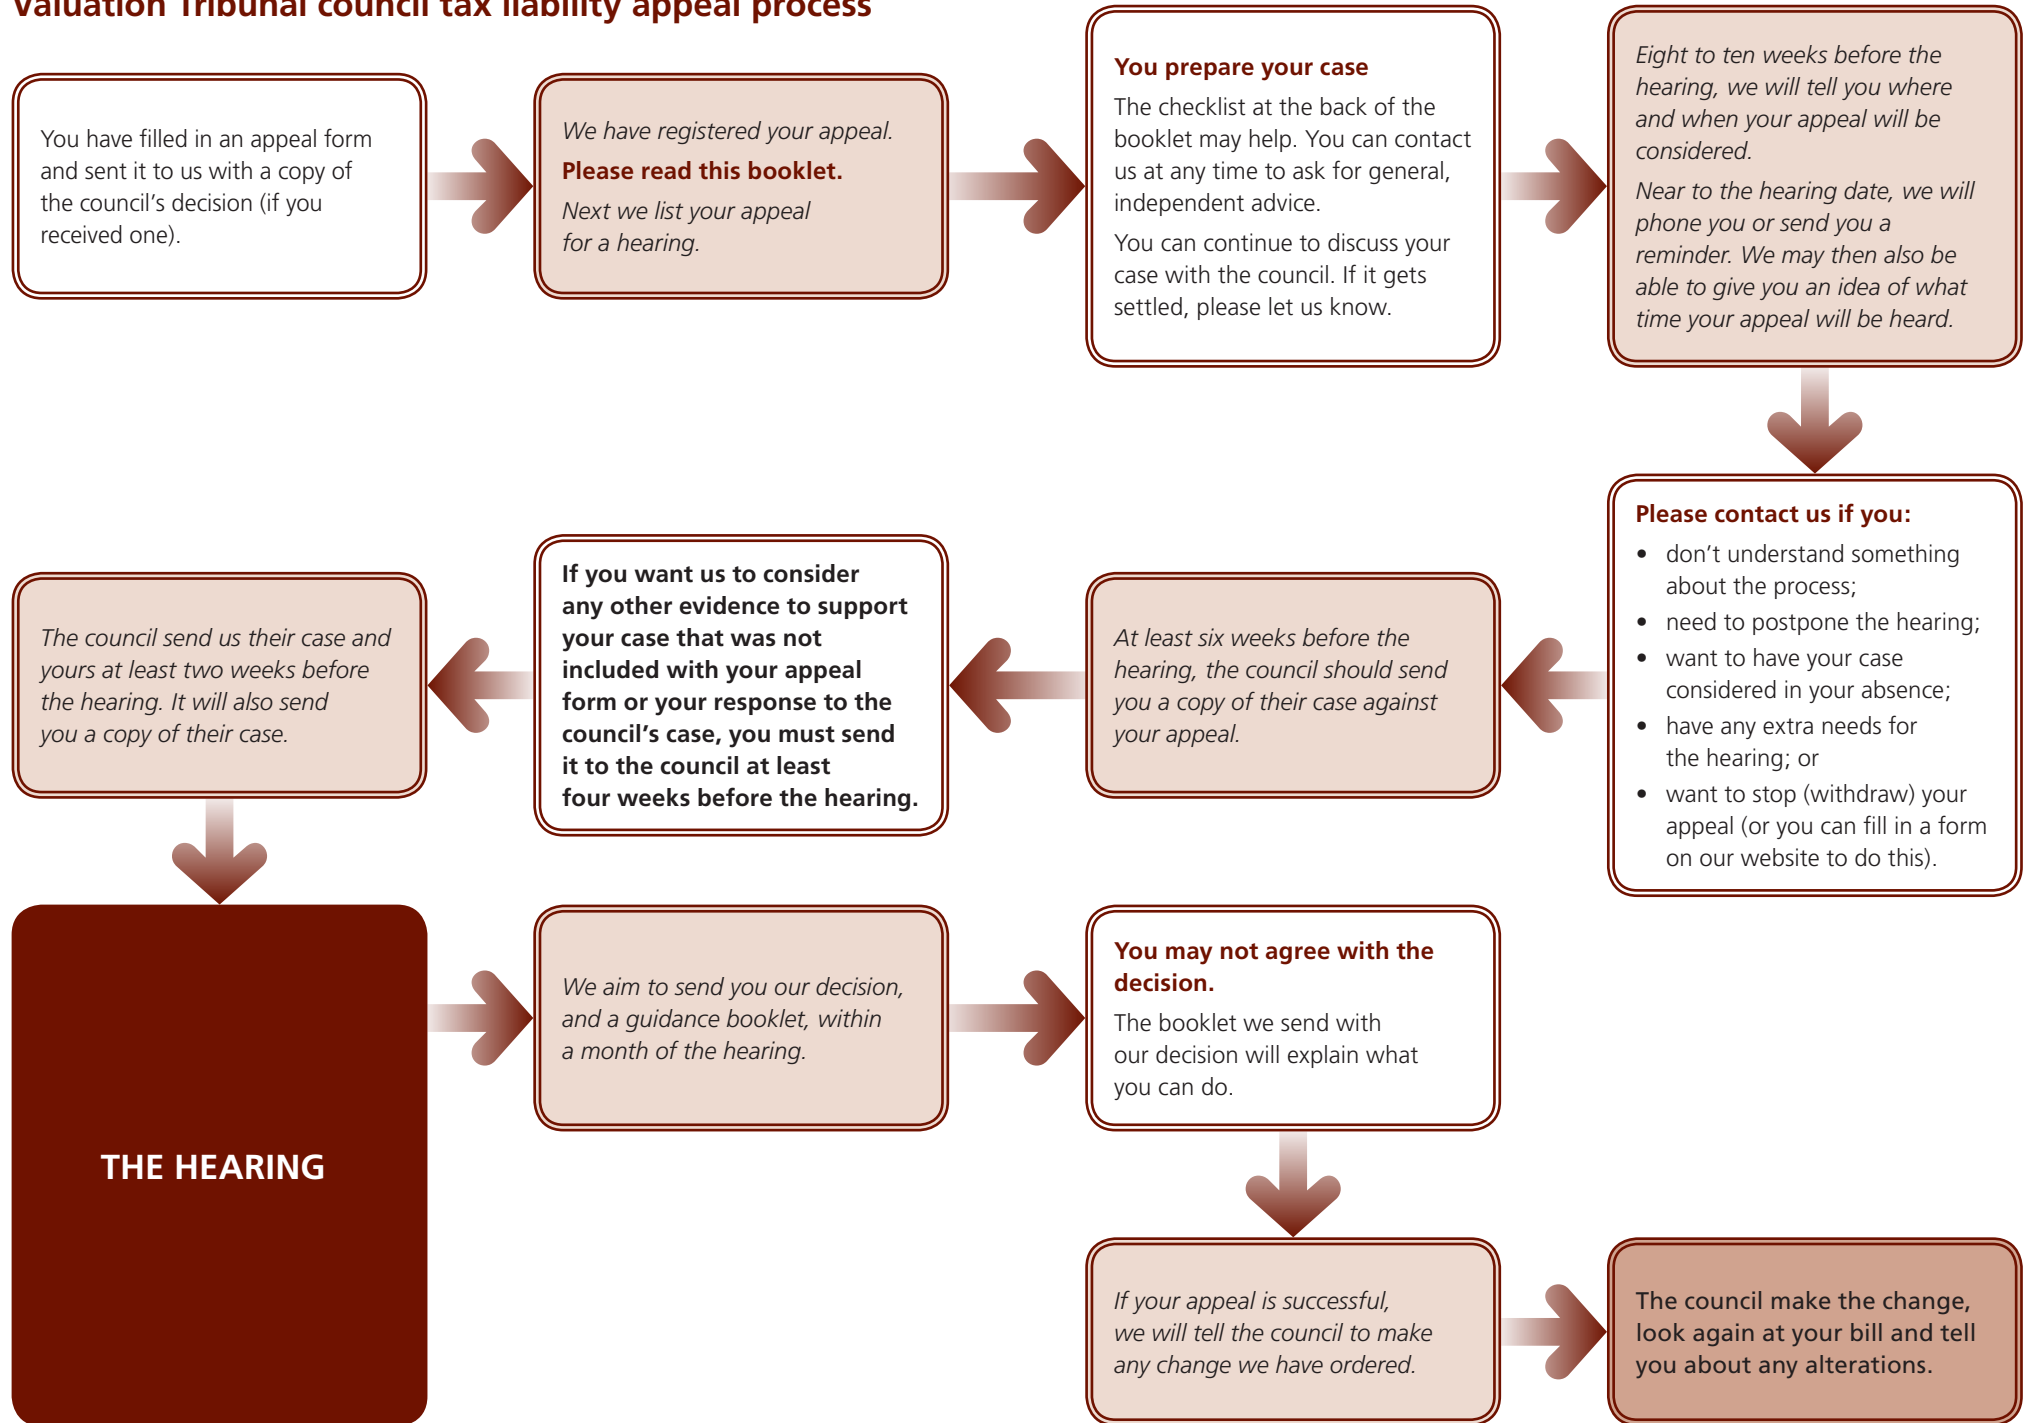 Valuation Tribunal council tax liability appeal process
You have filled in an appeal form
and sent it to us with a copy of
the council’s decision (if you
received one).
We have registered your appeal.
Please read this booklet.
Next we list your appeal
for a hearing.
You prepare your case
The checklist at the back of the
booklet may help. You can contact
us at any time to ask for general,
independent advice.
You can continue to discuss your
case with the council. If it gets
settled, please let us know.
Eight to ten weeks before the
hearing, we will tell you where
and when your appeal will be
considered.
Near to the hearing date, we will
phone you or send you a
reminder. We may then also be
able to give you an idea of what
time your appeal will be heard.
Please contact us if you:
• don’t understand something
about the process;
• need to postpone the hearing;
• want to have your case
considered in your absence;
• have any extra needs for
the hearing; or
• want to stop (withdraw) your
appeal (or you can fill in a form
on our website to do this).
At least six weeks before the
hearing, the council should send
you a copy of their case against
your appeal.
If you want us to consider
any other evidence to support
your case that was not
included with your appeal
form or your response to the
council’s case, you must send
it to the council at least
four weeks before the hearing.
The council send us their case and
yours at least two weeks before
the hearing. It will also send
you a copy of their case.
THE HEARING
We aim to send you our decision,
and a guidance booklet, within
a month of the hearing.
You may not agree with the
decision.
The booklet we send with
our decision will explain what
you can do.
If your appeal is successful,
we will tell the council to make
any change we have ordered.
The council make the change,
look again at your bill and tell
you about any alterations.